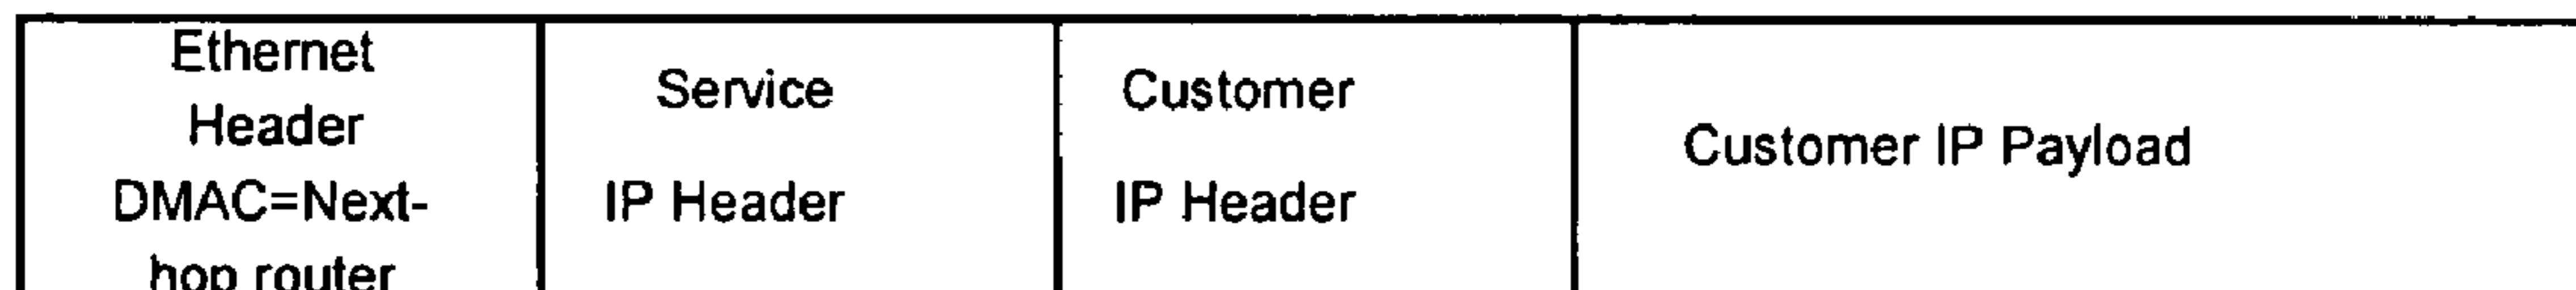 Ethernet
Header
DMAC=Next-
hop router
Service
IP Header
Customer
IP Header
Customer IP Payload